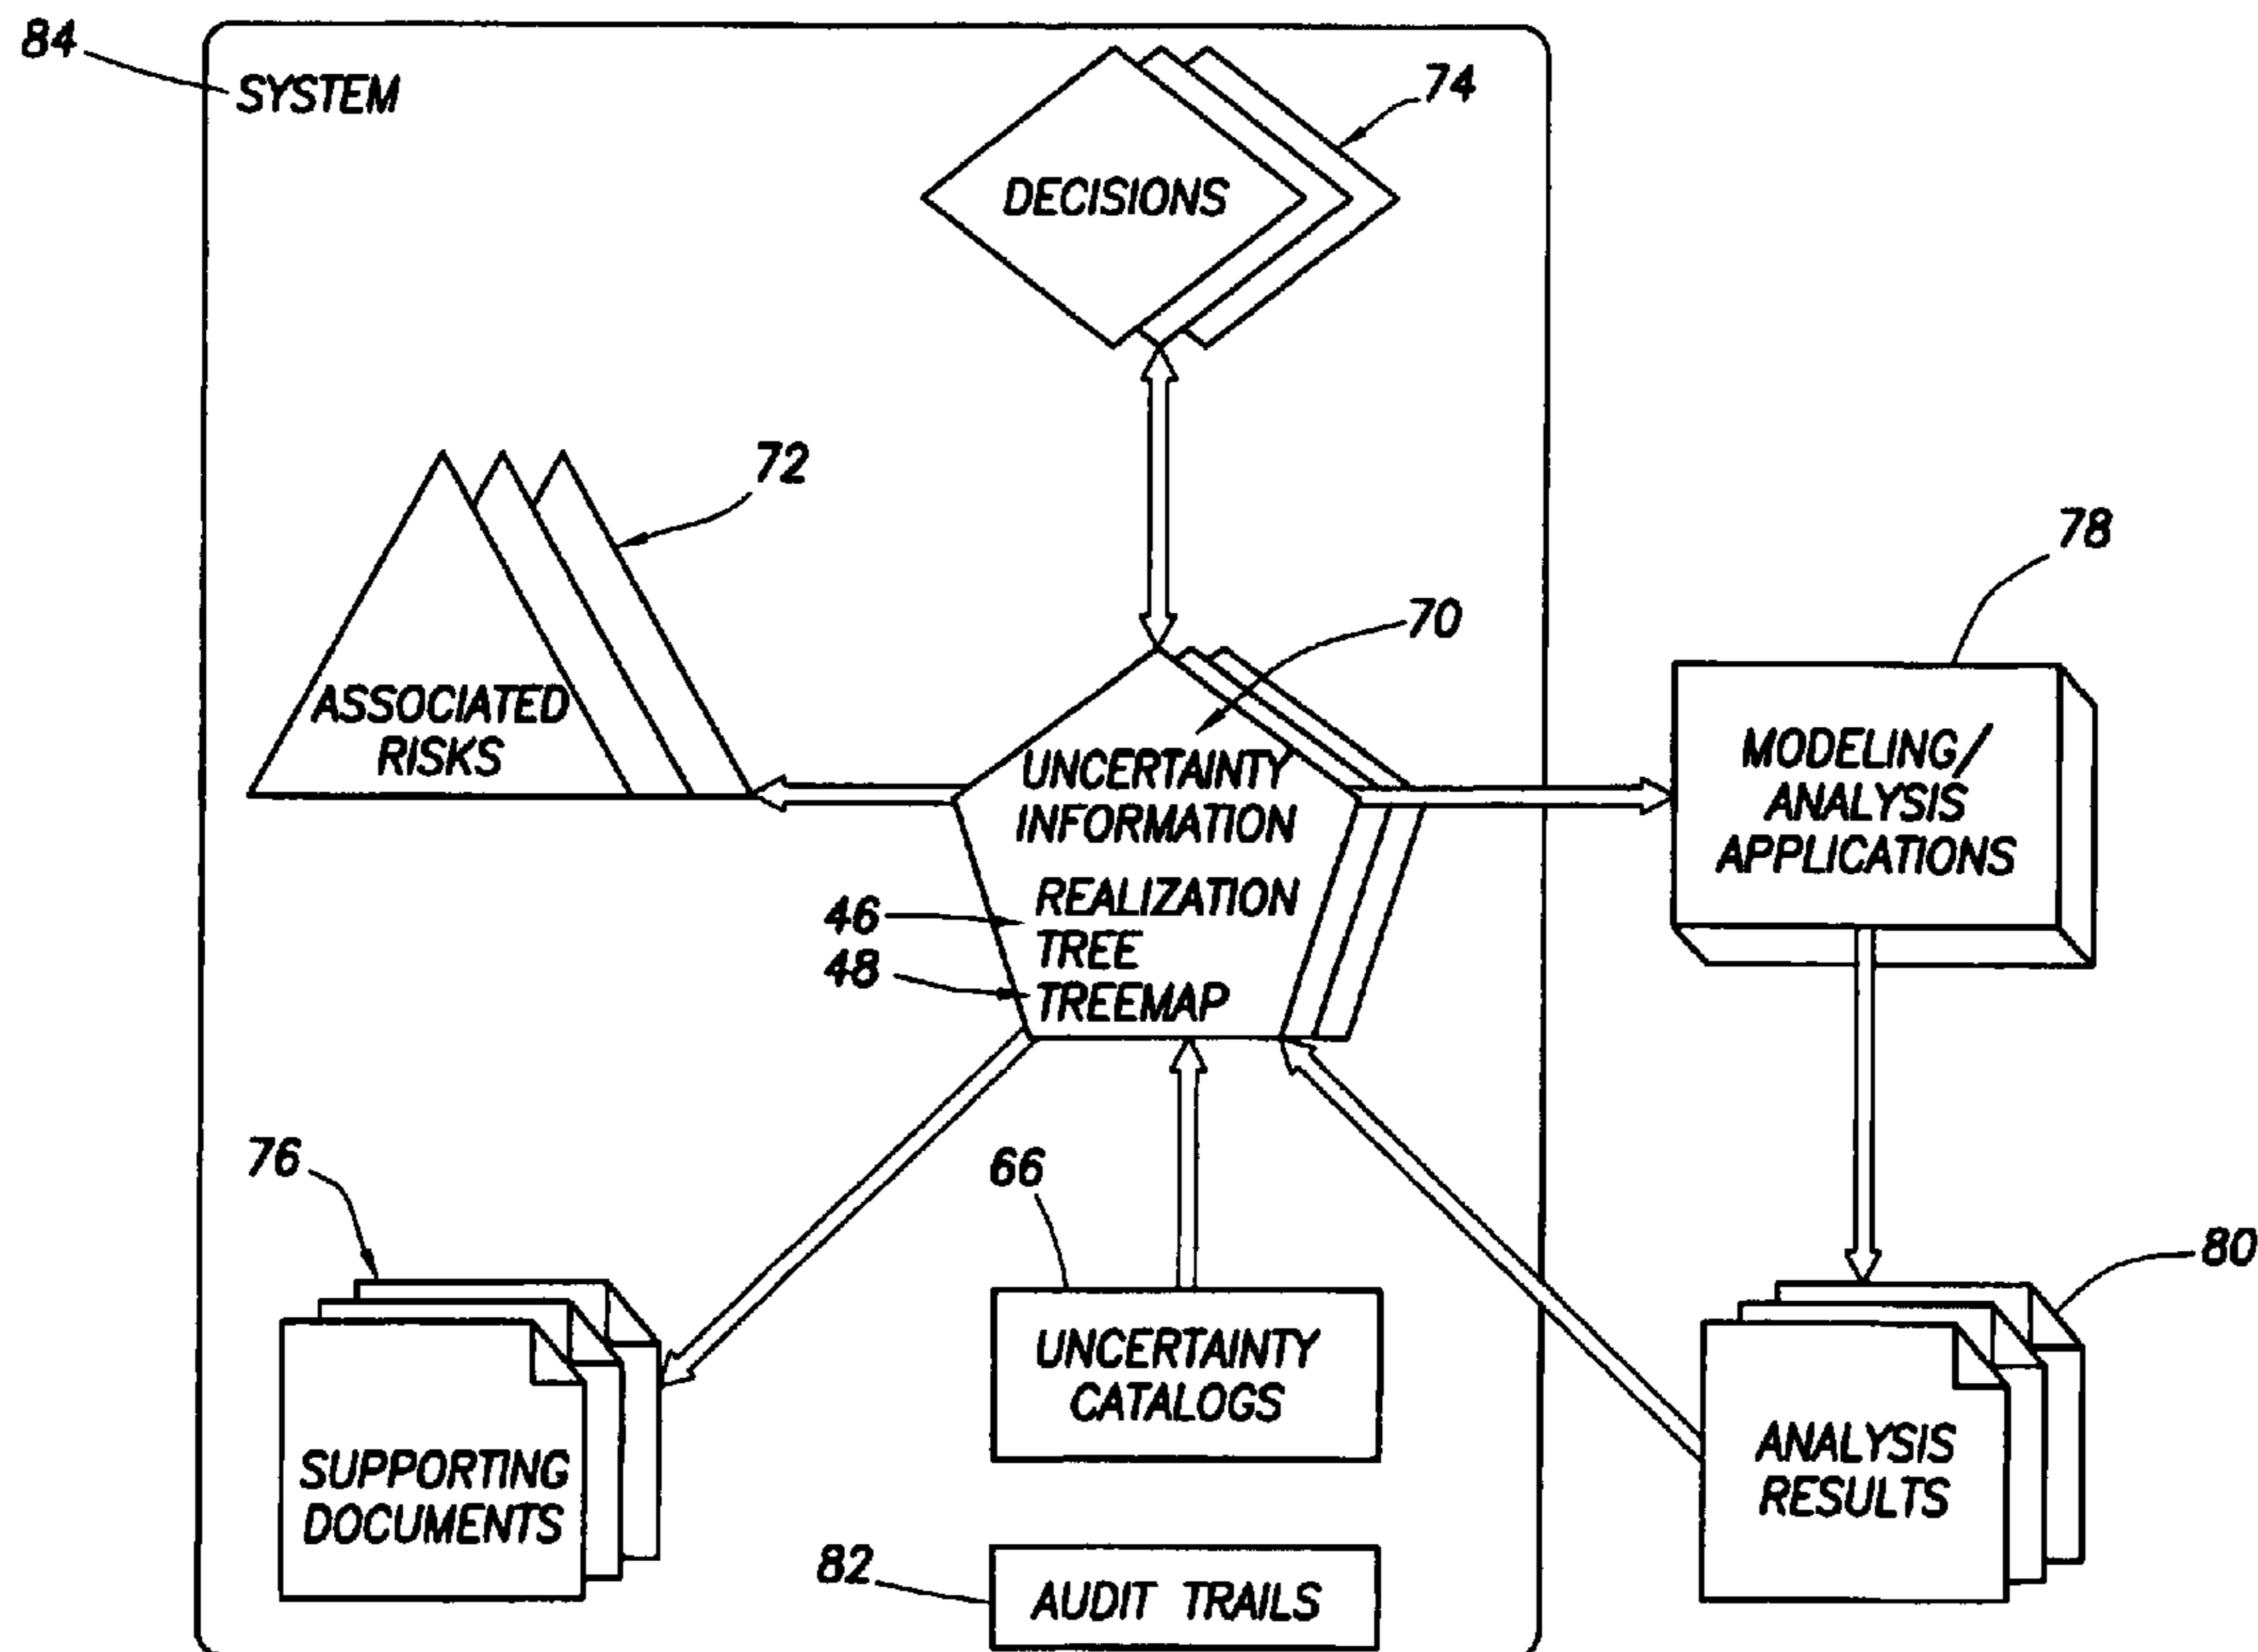 84
SYSTEM
74
DECISIONS
72
78
70
ASSOCIATED
RISKS
UNCERTAINTY
INFORMATION
MODELING/
ANALYSIS
APPLICATIONS
46
REALIZATION
TREE
48
TREEMAP
76
66
80
UNCERTAINTY
CATALOGS
SUPPORTING
DOCUMENTS
ANALYSIS
RESULTS
82
AUDIT TRAILS